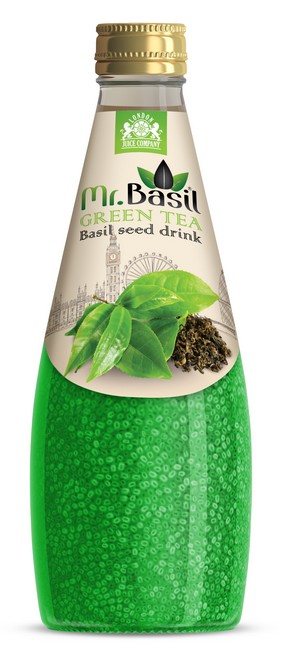 LONDON
JUICE COMPANY
Mr.Basil
GREEN TEA
Basil seed drink